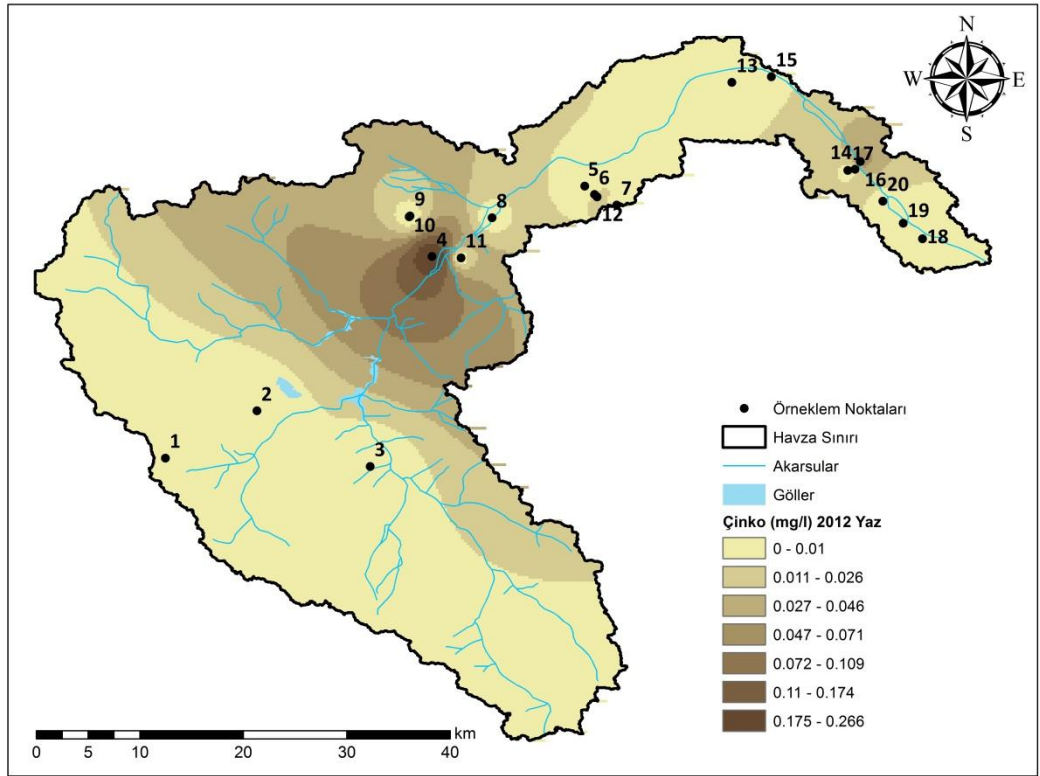 N
W E
S
13
15
14
17
16
20
19
18
5
6
7
12
8
9
10
4
11
2
1
3
Örneklem Noktaları
Havza Sınırı
Akarsular
Göller
Çinko (mg/l) 2012 Yaz
0 - 0.01
0.011 - 0.026
0.027 - 0.046
0.047 - 0.071
0.072 - 0.109
0.11 - 0.174
0.175 - 0.266
km
0 10 20 30 40